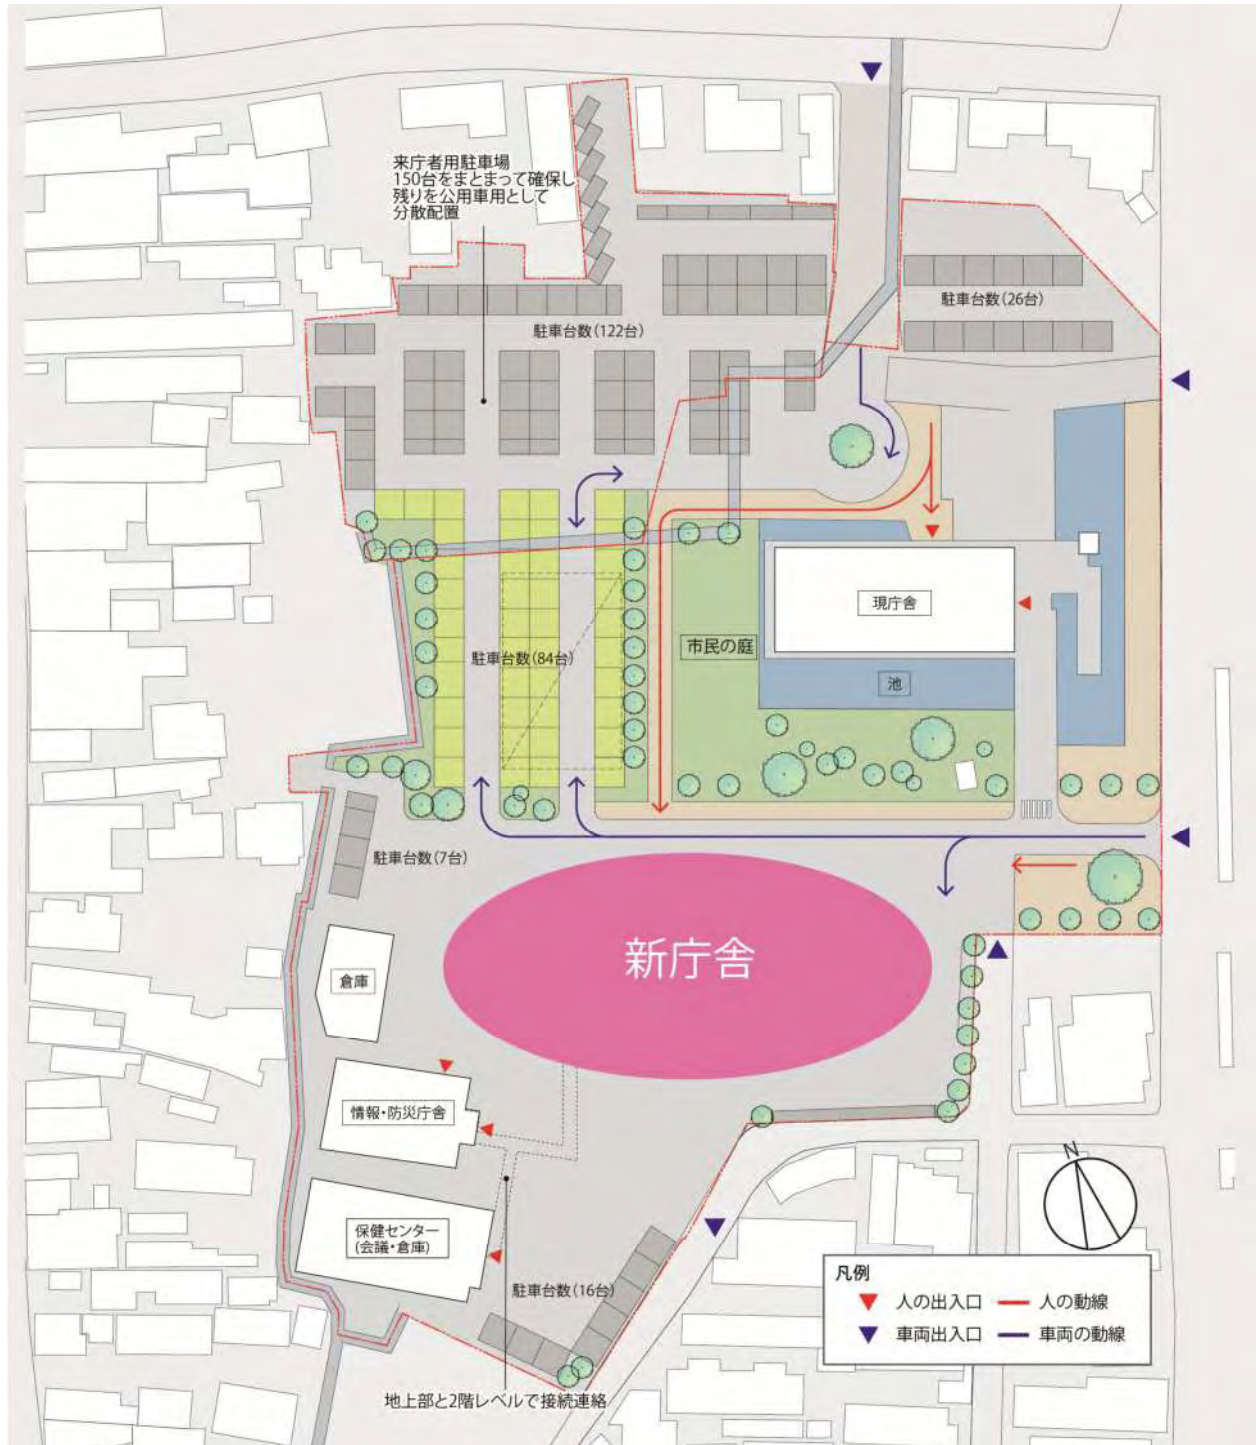 来庁者用駐車場
150台をまとまって確保し
残りを公用車用として
分散配置
駐車台数(26台)
駐車台数(122台)
現庁舎
市民の庭
駐車台数(84台)
池
駐車台数(7台)
新庁舎
倉庫
情報・防災庁舎
保健センター
(会議・倉庫)
駐車台数(16台)
地上部と2階レベルで接続連絡
N
凡例
人の出入口 人の動線
車両出入口 車両の動線